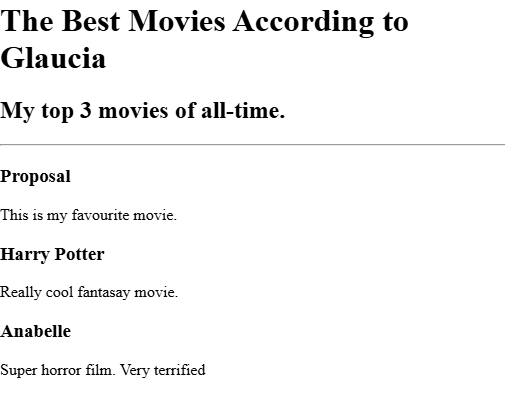 The Best Movies According to
Glaucia
My top 3 movies of all-time.
Proposal
This is my favourite movie.
Harry Potter
Really cool fantasay movie.
Anabelle
Super horror film. Very terrified